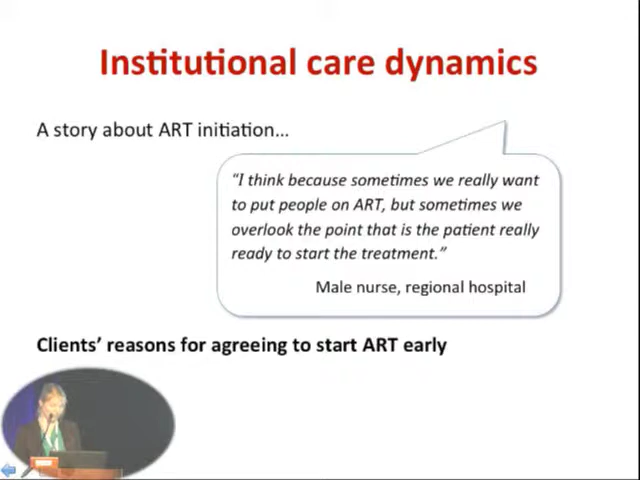 Institutional care dynamics
A story about ART initiation...
“I think because sometimes we really want
to put people on ART, but sometimes we
overlook the point that is the patient really
ready to start the treatment.”
Male nurse, regional hospital
Clients’ reasons for agreeing to start ART early